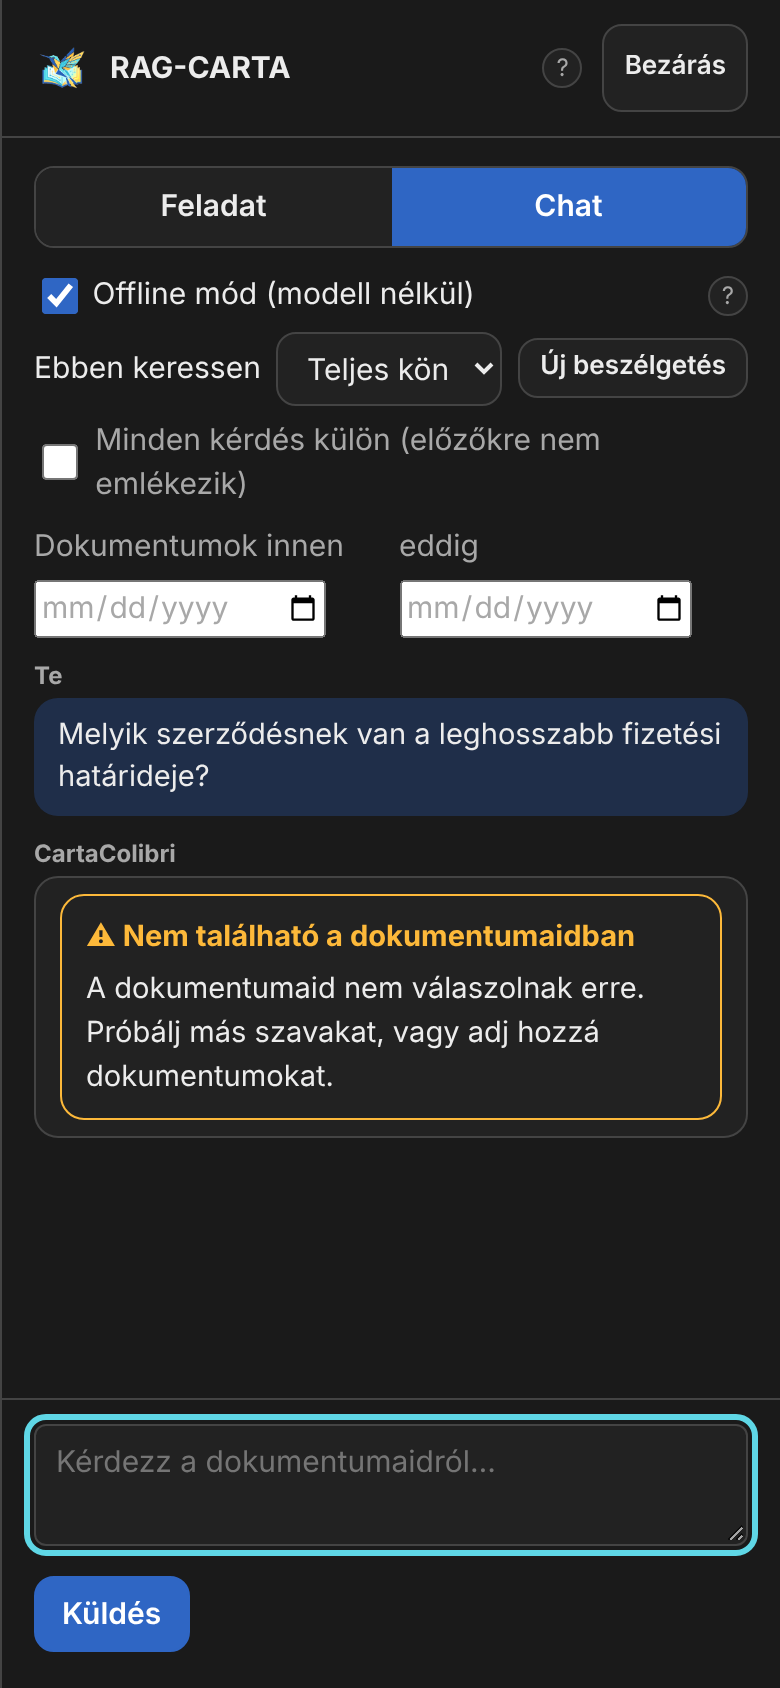 RAG-CARTA
?
Bezárás
Feladat
Chat
Offline mód (modell nélkül)
?
Ebben keressen
Teljes kön
Új beszélgetés
Minden kérdés külön (előzőkre nem
emlékezik)
Dokumentumok innen
eddig
mm/dd/yyyy
mm/dd/yyyy
Te
Melyik szerződésnek van a leghosszabb fizetési
határideje?
CartaColibri
Nem található a dokumentumaidban
A dokumentumaid nem válaszolnak erre.
Próbálj más szavakat, vagy adj hozzá
dokumentumokat.
Kérdezz a dokumentumaidról...
Küldés